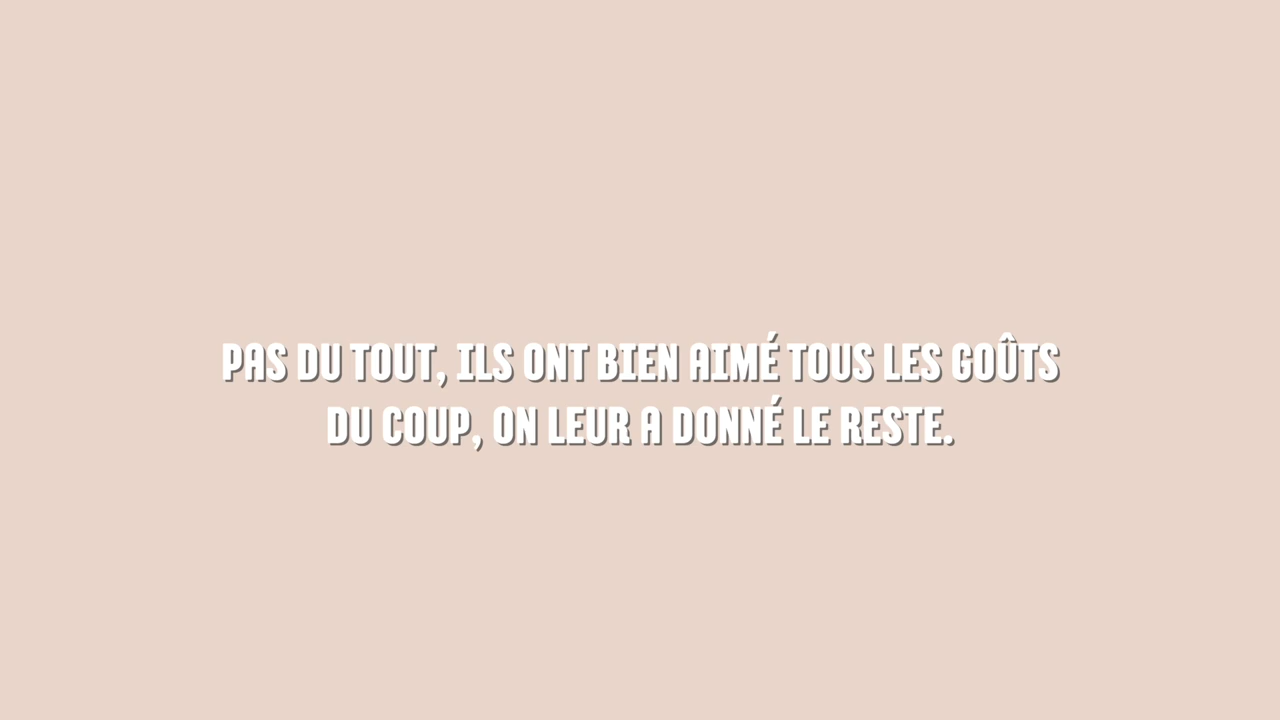 PAS DU TOUT, ILS ONT BIEN AIMÉ TOUS LES GOÛTS
DU COUP, ON LEUR A DONNÉ LE RESTE.